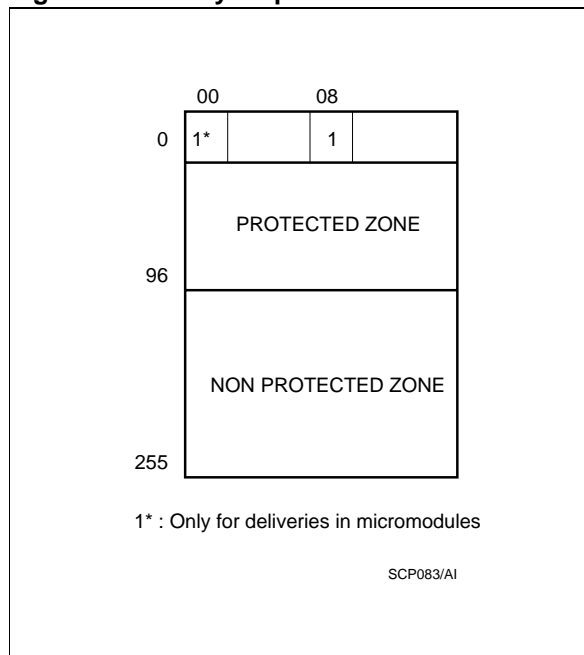 00 08
0 1* 1
PROTECTED ZONE
96
NON PROTECTED ZONE
255
1* : Only for deliveries in micromodules
SCP083/AI